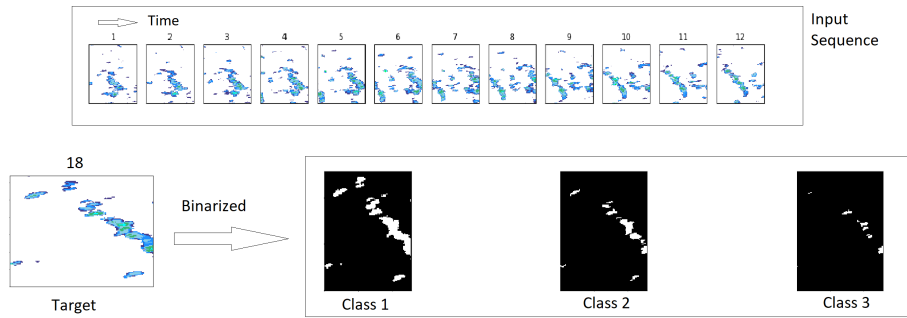 Time
Input
Sequence
1 2 3 4 5 6 7 8 9 10 11 12
18
Binarized
Target
Class 1
Class 2
Class 3